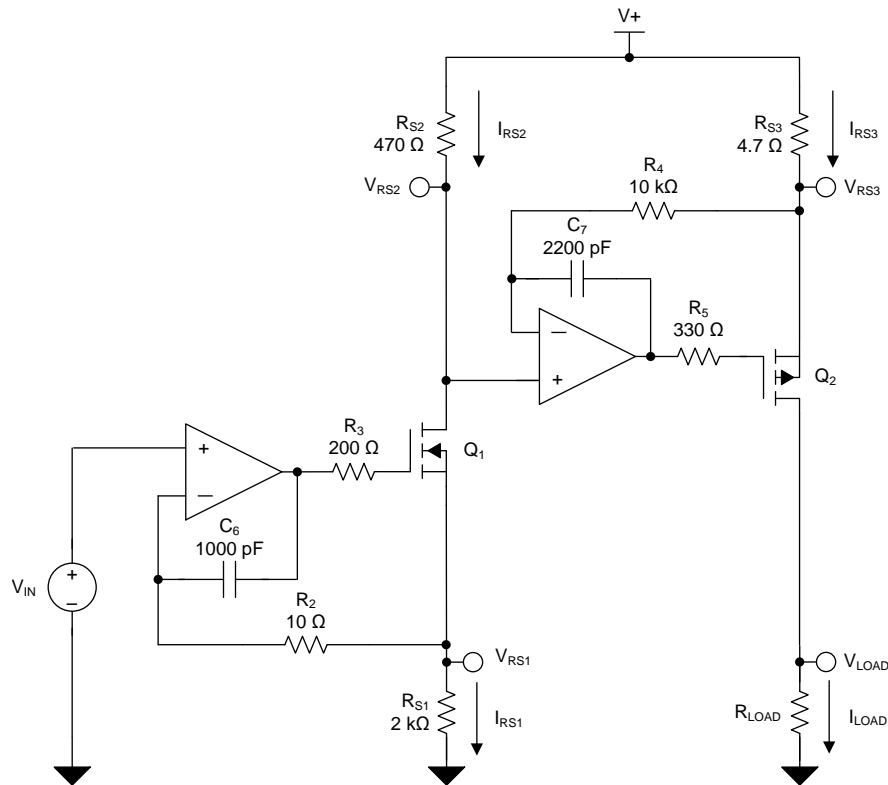 V+
RS2
470 Ω
IRS2
VRS2
RS3
4.7 Ω
IRS3
VRS3
R4
10 kΩ
C7
2200 pF
−
+
R5
330 Ω
Q2
+
−
R3
200 Ω
Q1
C6
1000 pF
VIN
+
−
R2
10 Ω
VRS1
RS1
2 kΩ
IRS1
VLOAD
RLOAD
ILOAD